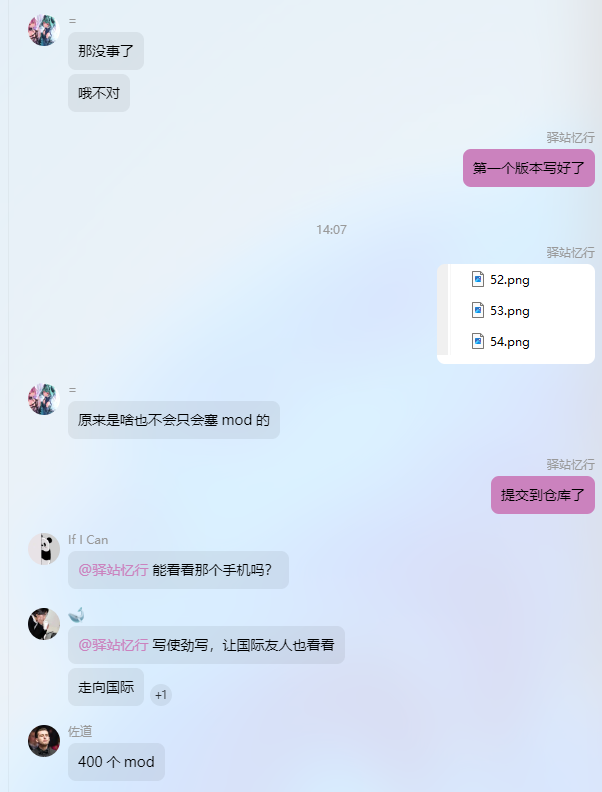 =
那没事了
哦不对
驿站忆行
第一个版本写好了
14:07
驿站忆行
52.png
53.png
54.png
=
原来是啥也不会只会塞 mod 的
驿站忆行
提交到仓库了
If I Can
@驿站忆行 能看看那个手机吗？
@驿站忆行 写使劲写，让国际友人也看看
走向国际
+1
佐道
400 个 mod